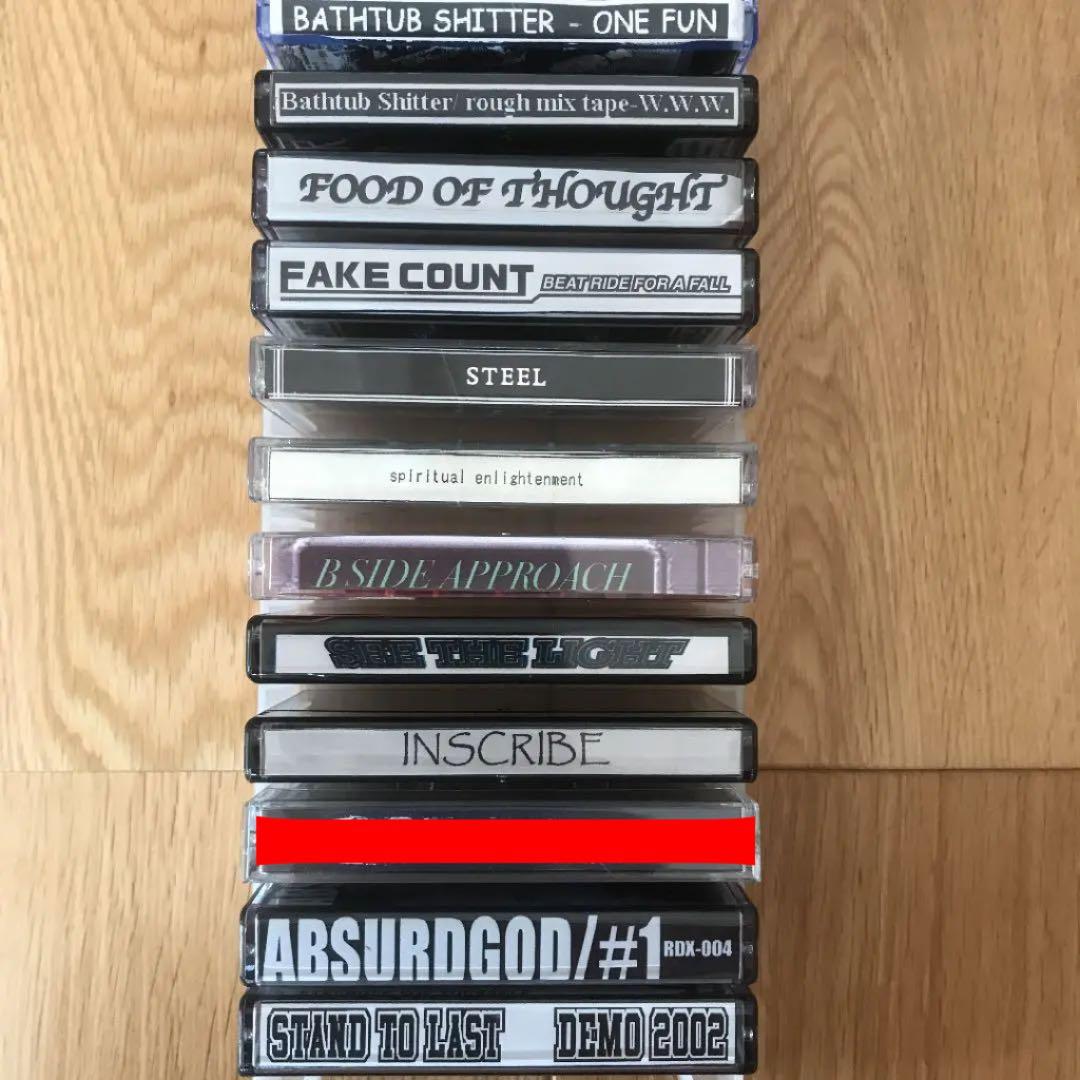 BATHTUB SHITTER - ONE FUN
Bathtub Shitter/ rough mix tape-W.W.W.
FOOD OF THOUGHT
FAKE COUNT BEAT RIDE FOR A FALL
STEEL
spiritual enlightenment
B SIDE APPROACH
SEE THE LIGHT
INSCRIBE
ABSURDGOD/#1 RDX-004
STAND TO LAST DEMO 2002